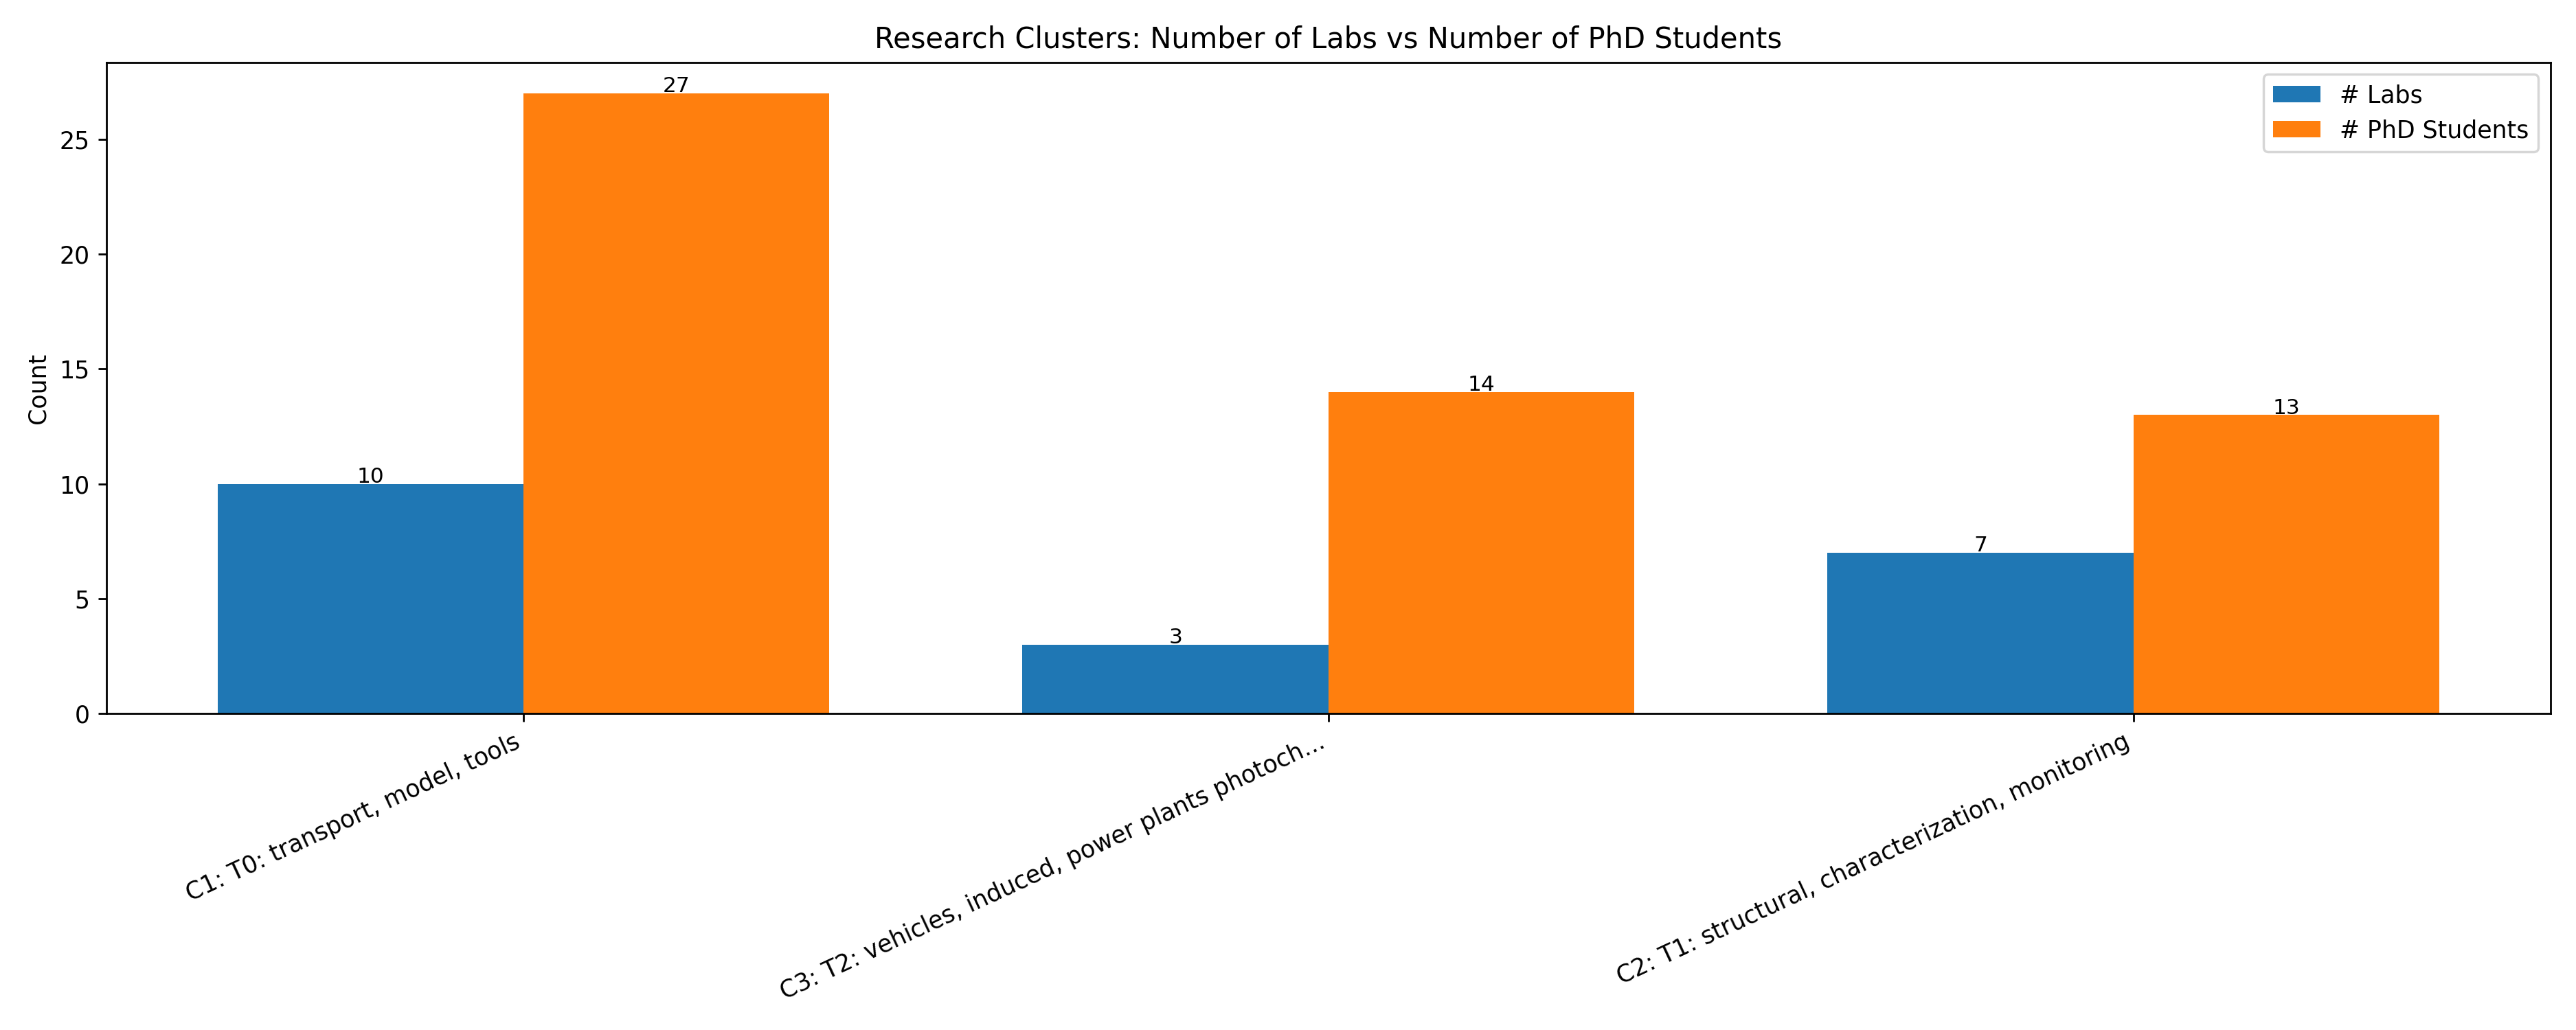 Research Clusters: Number of Labs vs Number of PhD Students
# Labs
# PhD Students
Count
25
20
15
10
5
0
10
27
3
14
7
13
C1: T0: transport, model, tools
C3: T2: vehicles, induced, power plants photoch...
C2: T1: structural, characterization, monitoring